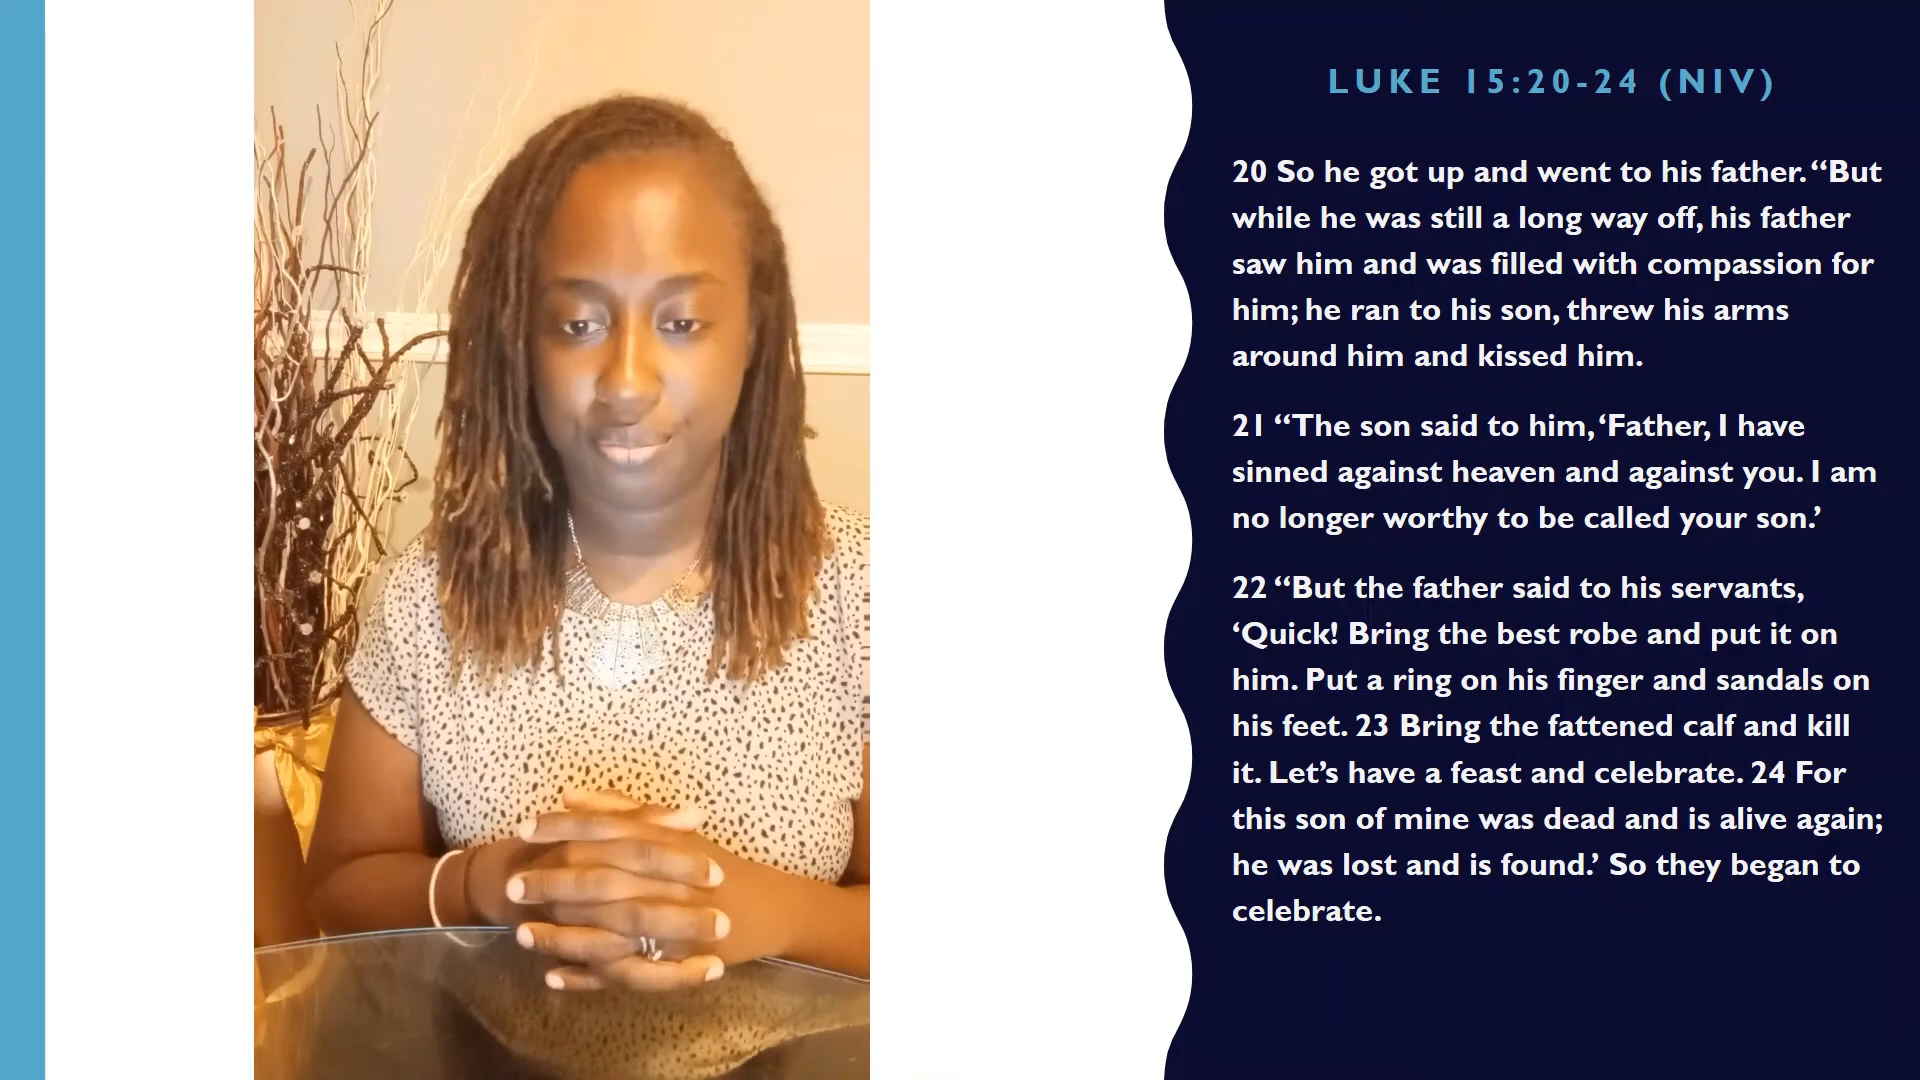 LUKE 15:20-24 (NIV)
20 So he got up and went to his father. “But
while he was still a long way off, his father
saw him and was filled with compassion for
him; he ran to his son, threw his arms
around him and kissed him.
21 “The son said to him, ‘Father, I have
sinned against heaven and against you. I am
no longer worthy to be called your son.’
22 “But the father said to his servants,
‘Quick! Bring the best robe and put it on
him. Put a ring on his finger and sandals on
his feet. 23 Bring the fattened calf and kill
it. Let’s have a feast and celebrate. 24 For
this son of mine was dead and is alive again;
he was lost and is found.’ So they began to
celebrate.